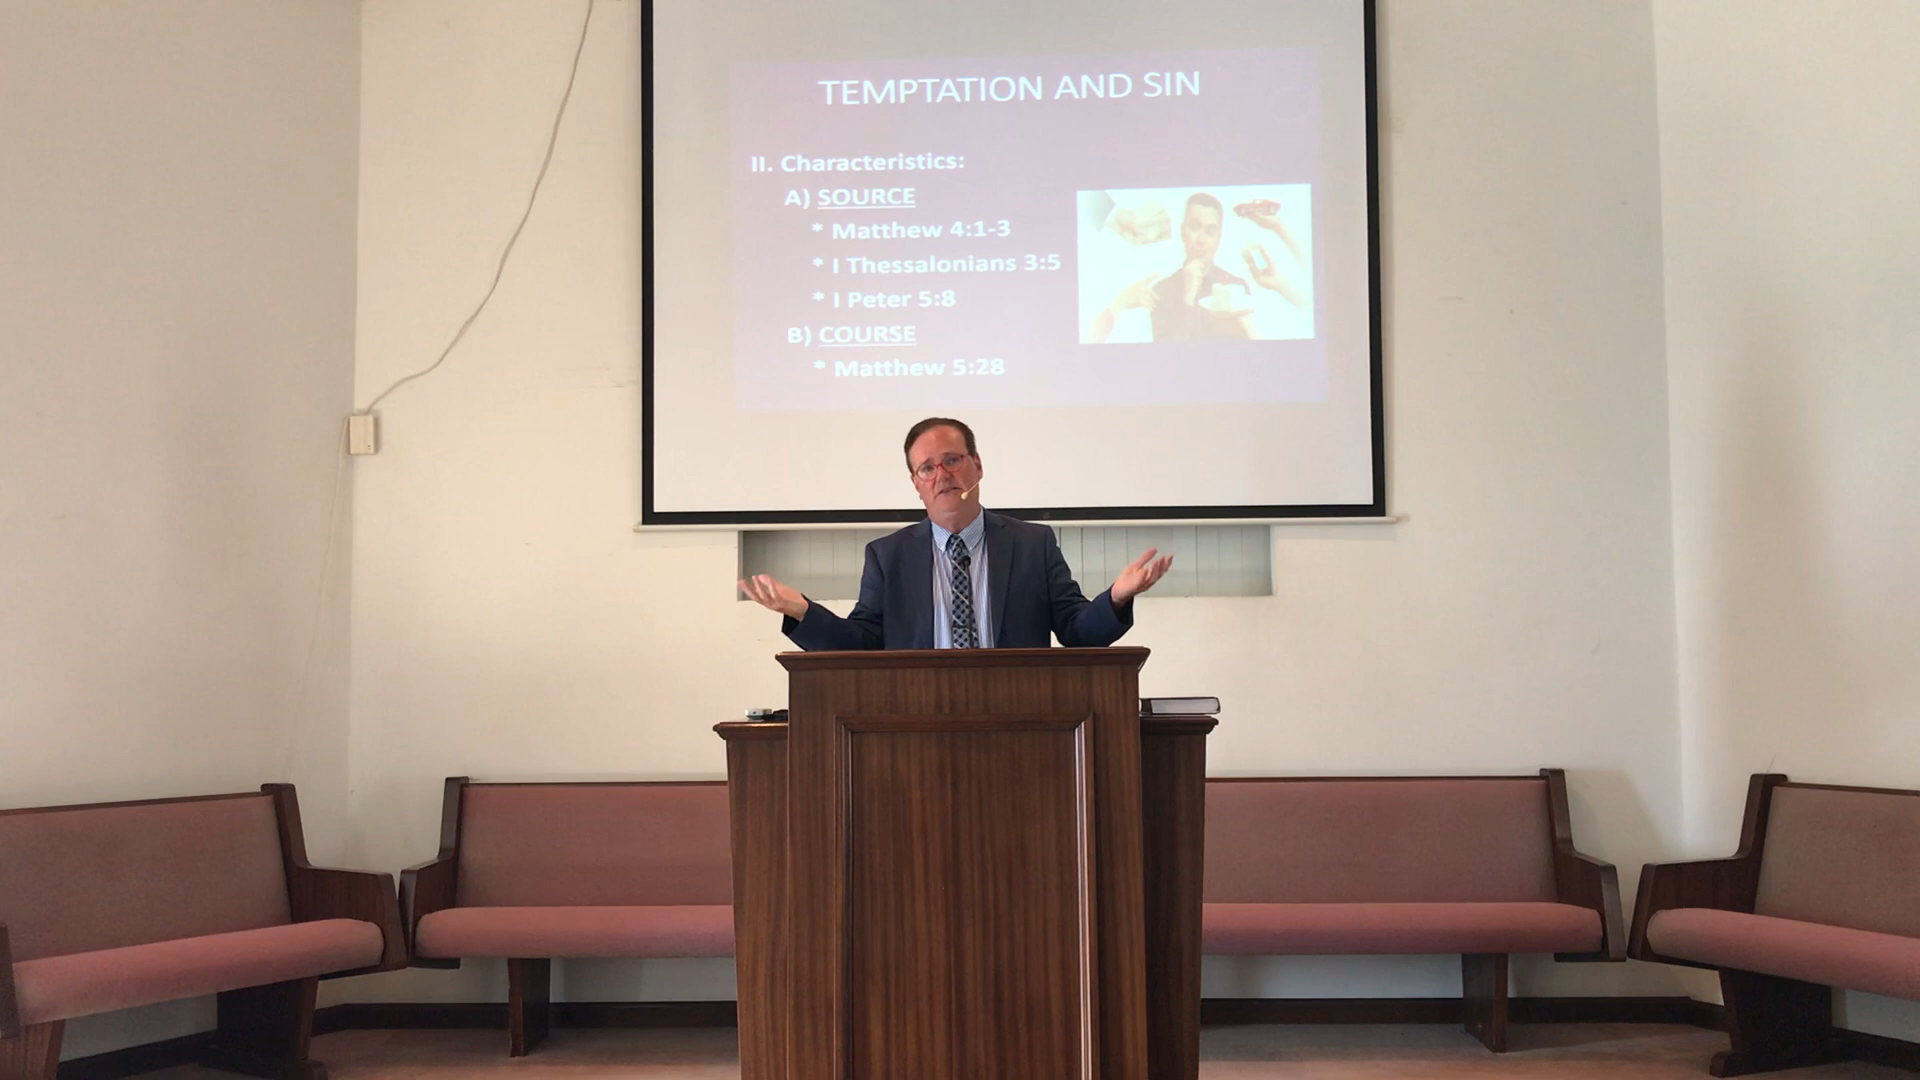 TEMPTATION AND SIN
II. Characteristics:
A) SOURCE
* Matthew 4:1-3
* I Thessalonians 3:5
* I Peter 5:8
B) COURSE
* Matthew 5:28